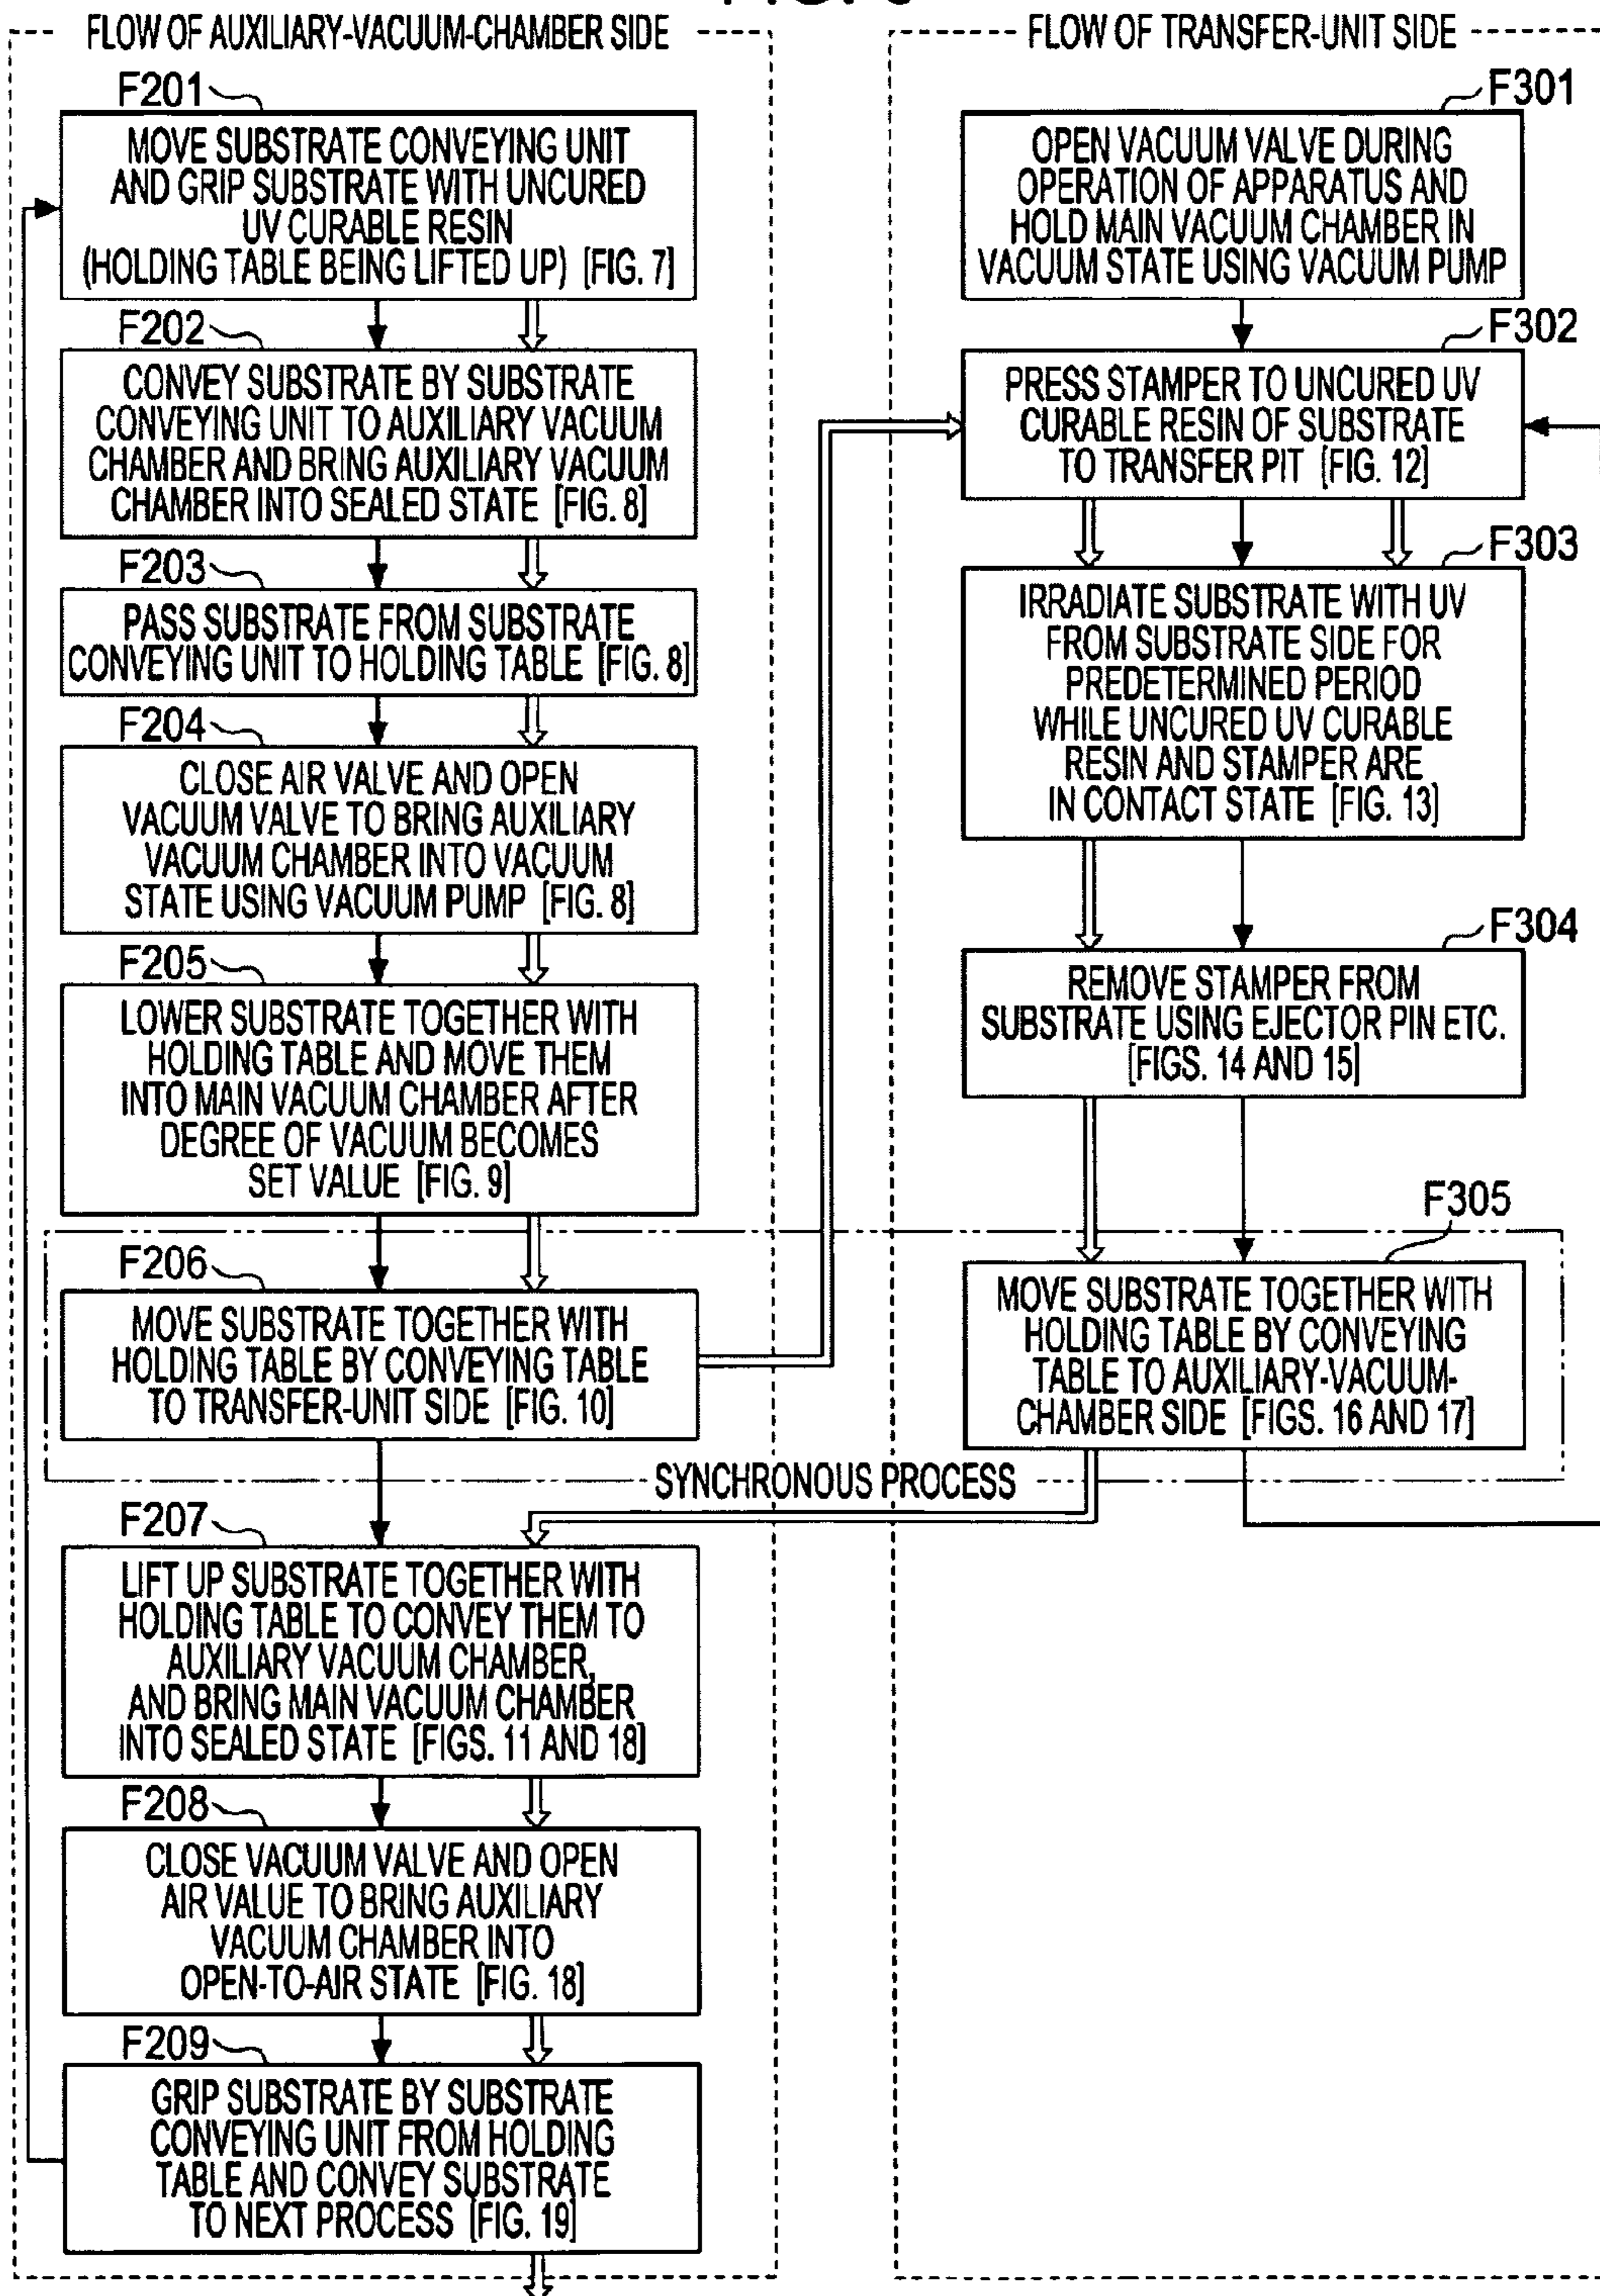 FLOW OF AUXILIARY-VACUUM-CHAMBER SIDE
F201
MOVE SUBSTRATE CONVEYING UNIT
AND GRIP SUBSTRATE WITH UNCURED
UV CURABLE RESIN
(HOLDING TABLE BEING LIFTED UP) [FIG. 7]
F202
CONVEY SUBSTRATE BY SUBSTRATE
CONVEYING UNIT TO AUXILIARY VACUUM
CHAMBER AND BRING AUXILIARY VACUUM
CHAMBER INTO SEALED STATE [FIG. 8]
F203
PASS SUBSTRATE FROM SUBSTRATE
CONVEYING UNIT TO HOLDING TABLE [FIG. 8]
F204
CLOSE AIR VALVE AND OPEN
VACUUM VALVE TO BRING AUXILIARY
VACUUM CHAMBER INTO VACUUM
STATE USING VACUUM PUMP [FIG. 8]
F205
LOWER SUBSTRATE TOGETHER WITH
HOLDING TABLE AND MOVE THEM
INTO MAIN VACUUM CHAMBER AFTER
DEGREE OF VACUUM BECOMES
SET VALUE [FIG. 9]
F206
MOVE SUBSTRATE TOGETHER WITH
HOLDING TABLE BY CONVEYING TABLE
TO TRANSFER-UNIT SIDE [FIG. 10]
SYNCHRONOUS PROCESS
F207
LIFT UP SUBSTRATE TOGETHER WITH
HOLDING TABLE TO CONVEY THEM TO
AUXILIARY VACUUM CHAMBER,
AND BRING MAIN VACUUM CHAMBER
INTO SEALED STATE [FIGS. 11 AND 18]
F208
CLOSE VACUUM VALVE AND OPEN
AIR VALUE TO BRING AUXILIARY
VACUUM CHAMBER INTO
OPEN-TO-AIR STATE [FIG. 18]
F209
GRIP SUBSTRATE BY SUBSTRATE
CONVEYING UNIT FROM HOLDING
TABLE AND CONVEY SUBSTRATE
TO NEXT PROCESS [FIG. 19]
FLOW OF TRANSFER-UNIT SIDE
F301
OPEN VACUUM VALVE DURING
OPERATION OF APPARATUS AND
HOLD MAIN VACUUM CHAMBER IN
VACUUM STATE USING VACUUM PUMP
F302
PRESS STAMPER TO UNCURED UV
CURABLE RESIN OF SUBSTRATE
TO TRANSFER PIT [FIG. 12]
F303
IRRADIATE SUBSTRATE WITH UV
FROM SUBSTRATE SIDE FOR
PREDETERMINED PERIOD
WHILE UNCURED UV CURABLE
RESIN AND STAMPER ARE
IN CONTACT STATE [FIG. 13]
F304
REMOVE STAMPER FROM
SUBSTRATE USING EJECTOR PIN ETC.
[FIGS. 14 AND 15]
F305
MOVE SUBSTRATE TOGETHER WITH
HOLDING TABLE BY CONVEYING
TABLE TO AUXILIARY-VACUUM-
CHAMBER SIDE [FIGS. 16 AND 17]